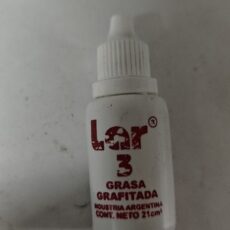 Lar®
3
GRASA
GRAFITADA
INDUSTRIA ARGENTINA
CONT. NETO 21cm³